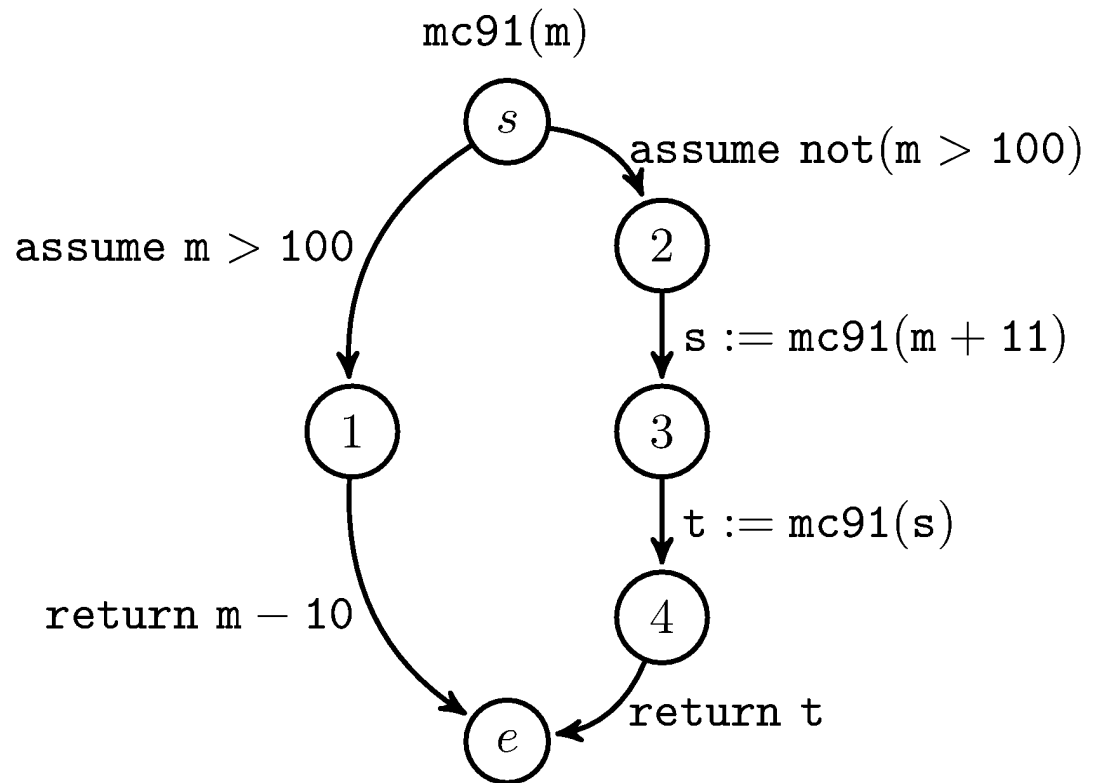 mc91(m)
s
assume not(m > 100)
2
assume m > 100
s := mc91(m + 11)
1
3
t := mc91(s)
return m − 10
4
return t
e